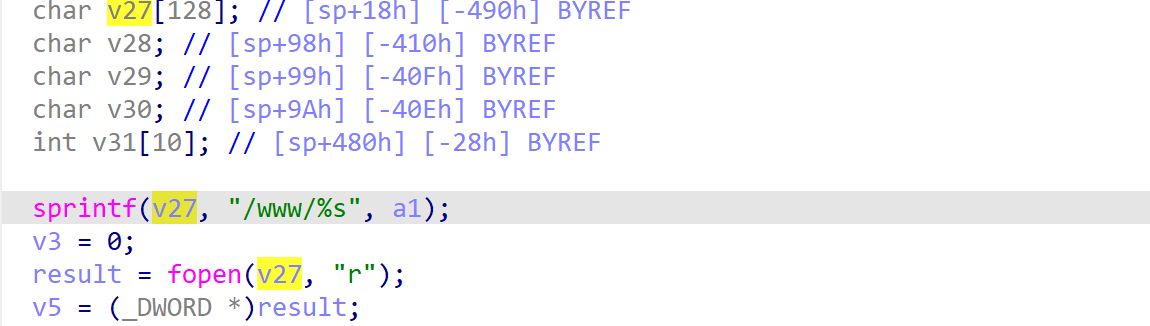 char v27[128]; // [sp+18h] [-490h] BYREF
char v28; // [sp+98h] [-410h] BYREF
char v29; // [sp+99h] [-40Fh] BYREF
char v30; // [sp+9Ah] [-40Eh] BYREF
int v31[10]; // [sp+480h] [-28h] BYREF
sprintf(v27, "/www/%s", a1);
v3 = 0;
result = fopen(v27, "r");
v5 = (_DWORD *)result;